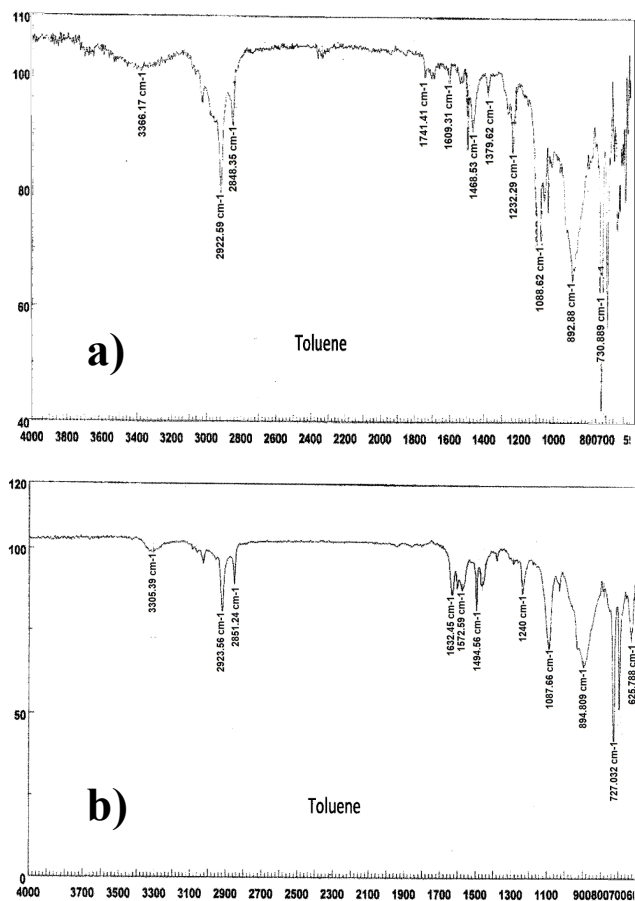 110
100
80
60
40
3366.17 cm-1
2922.59 cm-1
2848.35 cm-1
1741.41 cm-1
1609.31 cm-1
1468.53 cm-1
1379.62 cm-1
1232.29 cm-1
1088.62 cm-1
892.88 cm-1
730.889 cm-1
a)
Toluene
4000 3800 3600 3400 3200 3000 2800 2600 2400 2200 2000 1800 1600 1400 1200 1000 800700
120
100
50
0
3305.39 cm-1
2923.56 cm-1
2851.24 cm-1
1632.45 cm-1
1572.59 cm-1
1494.56 cm-1
1240 cm-1
1087.66 cm-1
894.809 cm-1
727.032 cm-1
625.788 cm-1
b)
Toluene
4000 3700 3500 3300 3100 2900 2700 2500 2300 2100 1900 1700 1500 1300 1100 900800700600